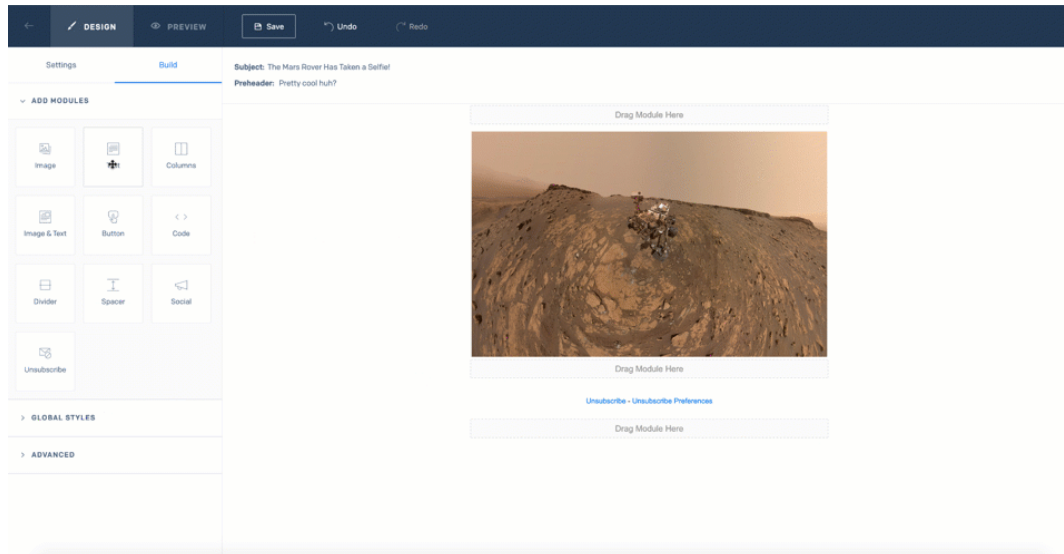 DESIGN
PREVIEW
Save
Undo
Redo
Settings
Build
Subject: The Mars Rover Has Taken a Selfie!
Preheader: Pretty cool huh?
ADD MODULES
Drag Module Here
Image
Columns
Image & Text
Button
Code
Divider
Spacer
Social
Unsubscribe
Drag Module Here
Unsubscribe - Unsubscribe Preferences
GLOBAL STYLES
Drag Module Here
ADVANCED